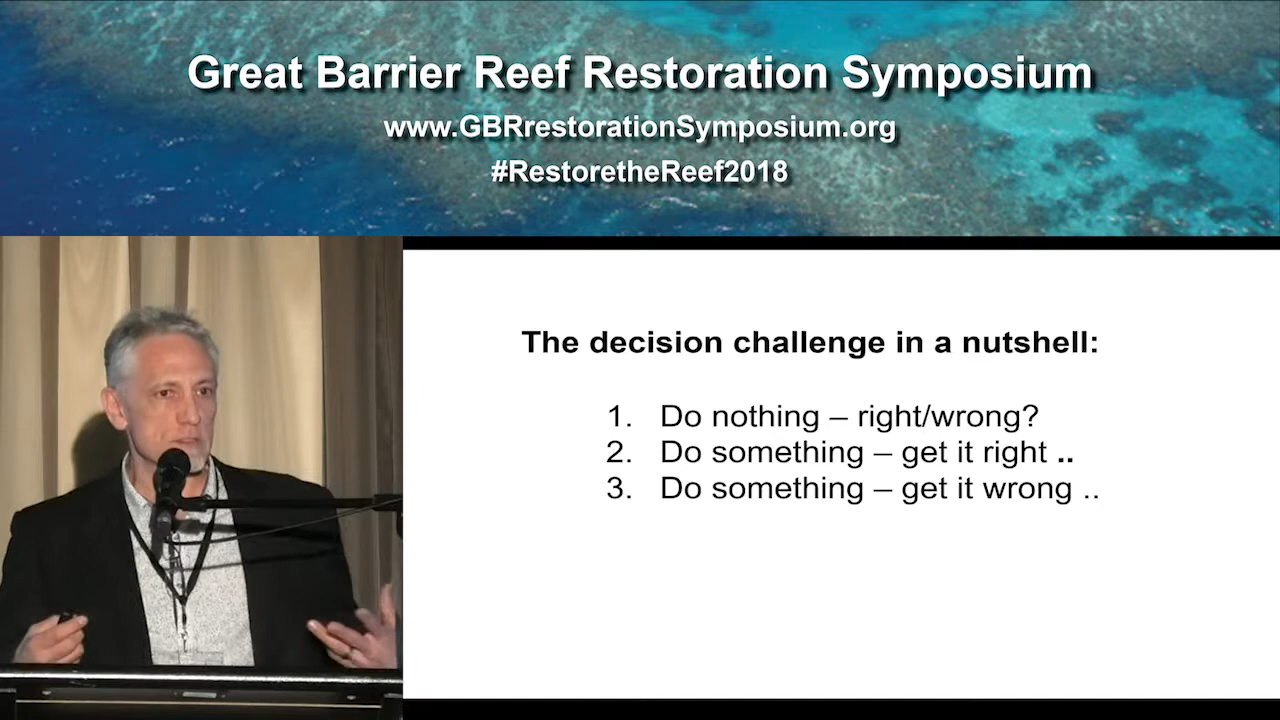 Great Barrier Reef Restoration Symposium
www.GBRrestorationSymposium.org
#RestoretheReef2018
The decision challenge in a nutshell:
1. Do nothing – right/wrong?
2. Do something – get it right ..
3. Do something – get it wrong ..